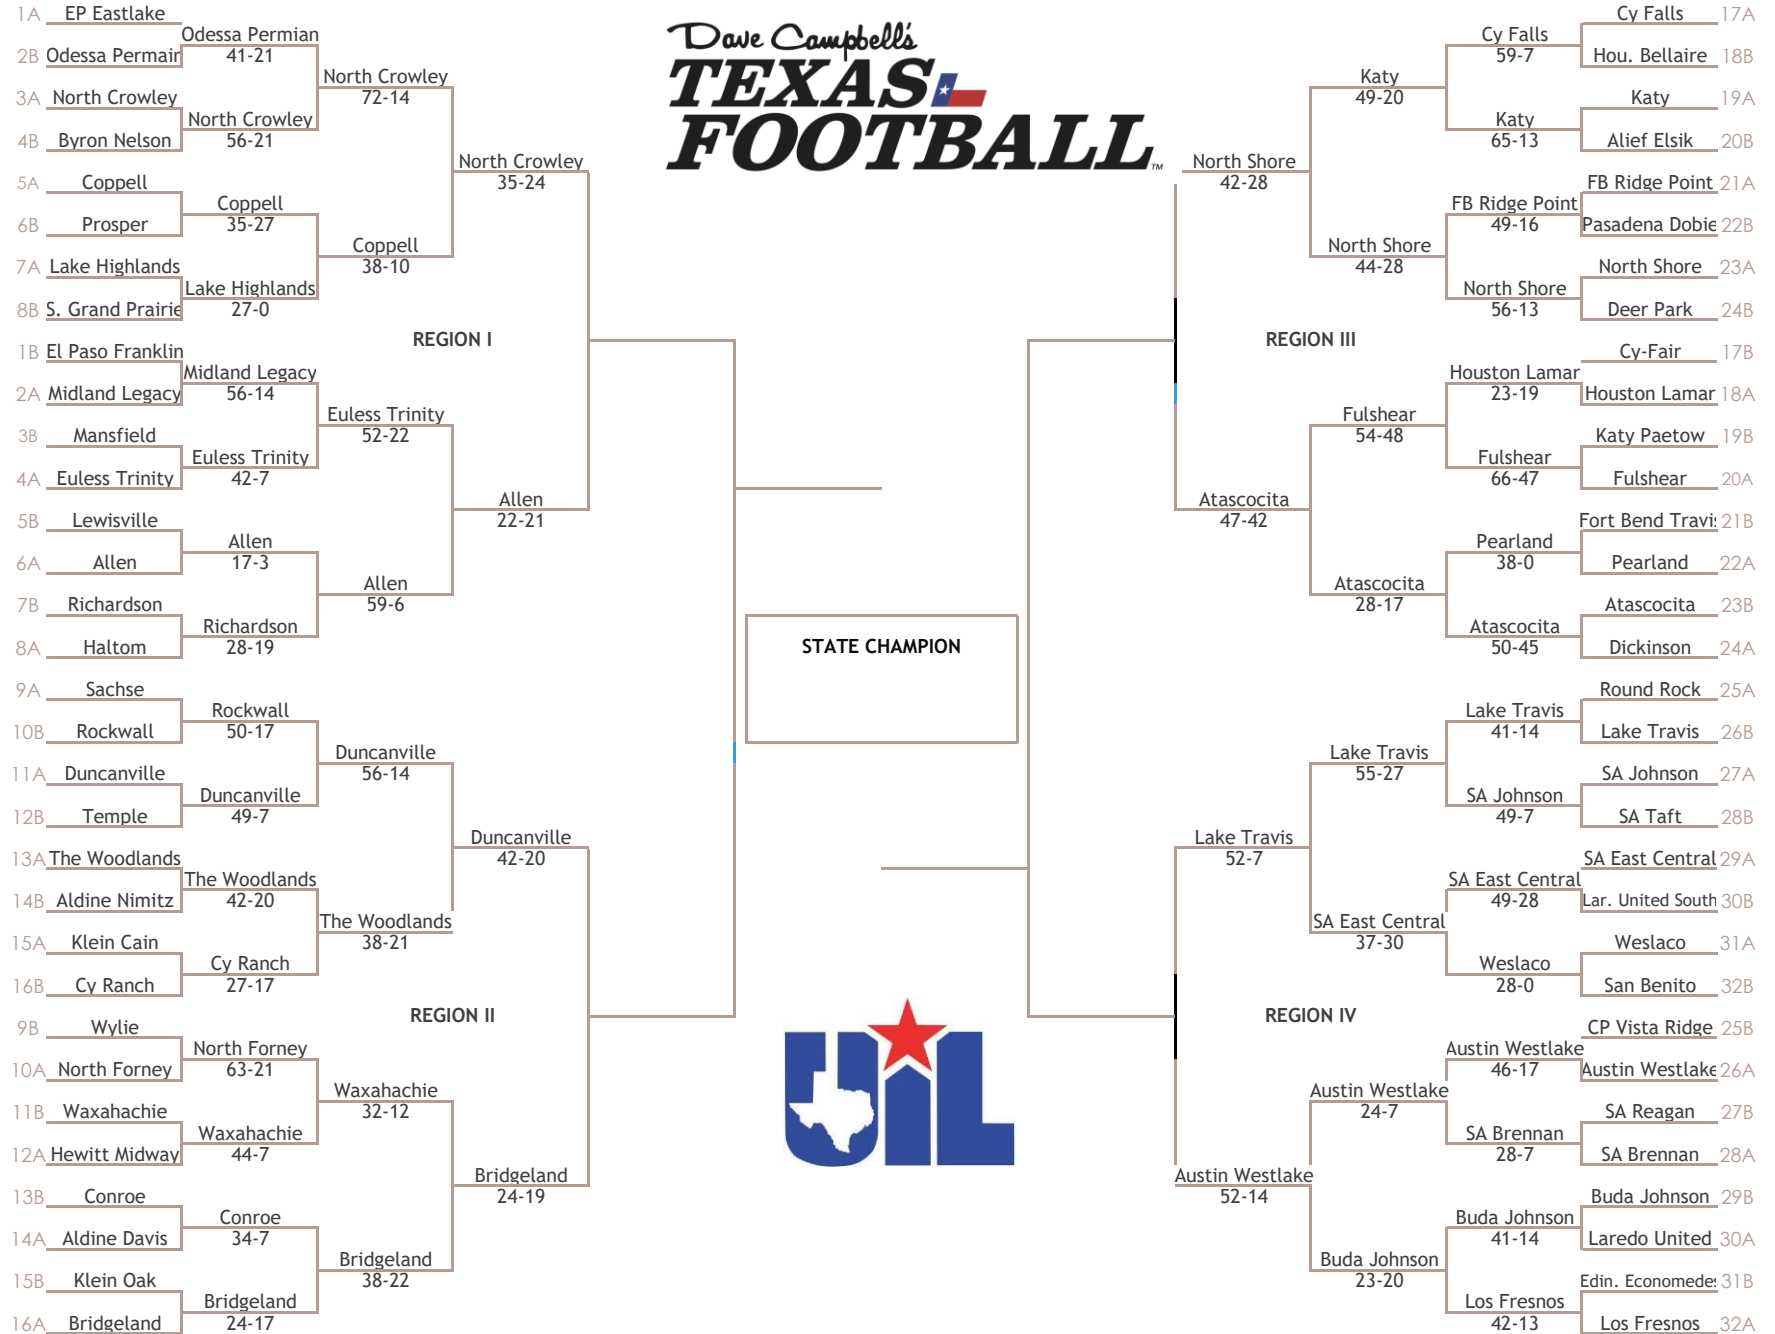 Dave Campbell's
TEXAS
FOOTBALL™
1A EP Eastlake
Odessa Permian
2B Odessa Permain
41-21
North Crowley
72-14
3A North Crowley
North Crowley
4B Byron Nelson
56-21
North Crowley
35-24
5A Coppell
Coppell
6B Prosper
35-27
Coppell
38-10
7A Lake Highlands
Lake Highlands
8B S. Grand Prairie
27-0
REGION I
1B El Paso Franklin
Midland Legacy
2A Midland Legacy
56-14
Euless Trinity
52-22
3B Mansfield
Euless Trinity
4A Euless Trinity
42-7
Allen
22-21
5B Lewisville
Allen
6A Allen
17-3
Allen
59-6
7B Richardson
Richardson
8A Haltom
28-19
9A Sachse
Rockwall
10B Rockwall
50-17
Duncanville
56-14
11A Duncanville
Duncanville
12B Temple
49-7
Duncanville
42-20
13A The Woodlands
The Woodlands
14B Aldine Nimitz
42-20
The Woodlands
38-21
15A Klein Cain
Cy Ranch
16B Cy Ranch
27-17
REGION II
9B Wylie
North Forney
10A North Forney
63-21
Waxahachie
32-12
11B Waxahachie
Waxahachie
12A Hewitt Midway
44-7
Bridgeland
24-19
13B Conroe
Conroe
14A Aldine Davis
34-7
Bridgeland
38-22
15B Klein Oak
Bridgeland
16A Bridgeland
24-17
STATE CHAMPION
UIL
Cy Falls 17A
Cy Falls
59-7
Hou. Bellaire 18B
Katy
49-20
Katy 19A
Katy
65-13
Alief Elsik 20B
North Shore
42-28
FB Ridge Point 21A
FB Ridge Point
49-16
Pasadena Dobie 22B
North Shore
44-28
North Shore 23A
North Shore
56-13
Deer Park 24B
REGION III
Cy-Fair 17B
Houston Lamar
23-19
Houston Lamar 18A
Fulshear
54-48
Katy Paetow 19B
Fulshear
66-47
Fulshear 20A
Atascocita
47-42
Fort Bend Travis 21B
Pearland
38-0
Pearland 22A
Atascocita
28-17
Atascocita 23B
Atascocita
50-45
Dickinson 24A
Round Rock 25A
Lake Travis
41-14
Lake Travis 26B
Lake Travis
55-27
SA Johnson 27A
SA Johnson
49-7
SA Taft 28B
Lake Travis
52-7
SA East Central 29A
SA East Central
49-28
Lar. United South 30B
SA East Central
37-30
Weslaco 31A
Weslaco
28-0
San Benito 32B
REGION IV
CP Vista Ridge 25B
Austin Westlake
46-17
Austin Westlake 26A
Austin Westlake
24-7
SA Reagan 27B
SA Brennan
28-7
SA Brennan 28A
Austin Westlake
52-14
Buda Johnson 29B
Buda Johnson
41-14
Laredo United 30A
Buda Johnson
23-20
Edin. Economedes 31B
Los Fresnos
42-13
Los Fresnos 32A